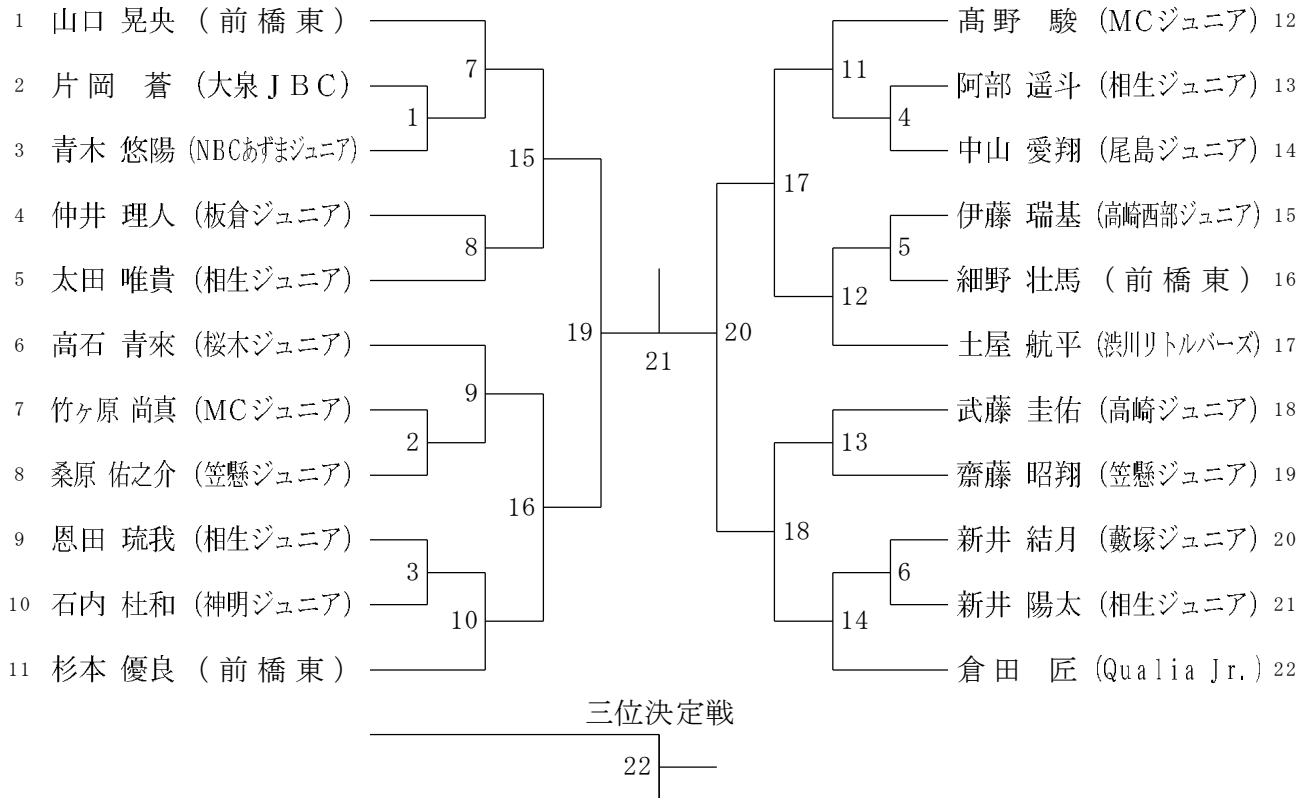 1 山口 晃央 (前橋東)
2 片岡 蒼 (大泉JBC)
3 青木 悠陽 (NBCあずまジュニア)
4 仲井 理人 (板倉ジュニア)
5 太田 唯貴 (相生ジュニア)
6 高石 青來 (桜木ジュニア)
7 竹ヶ原 尚真 (MCジュニア)
8 桑原 佑之介 (笠懸ジュニア)
9 恩田 琉我 (相生ジュニア)
10 石内 杜和 (神明ジュニア)
11 杉本 優良 (前橋東)
7
1
15
8
19
9
2
16
3
10
21
20
11
4
17
5
12
13
18
6
14
髙野 駿 (MCジュニア) 12
阿部 遥斗 (相生ジュニア) 13
中山 愛翔 (尾島ジュニア) 14
伊藤 瑞基 (高崎西部ジュニア) 15
細野 壮馬 (前橋東) 16
土屋 航平 (渋川リトルバーズ) 17
武藤 圭佑 (高崎ジュニア) 18
齋藤 昭翔 (笠懸ジュニア) 19
新井 結月 (藪塚ジュニア) 20
新井 陽太 (相生ジュニア) 21
倉田 匠 (Qualia Jr.) 22
三位決定戦
22